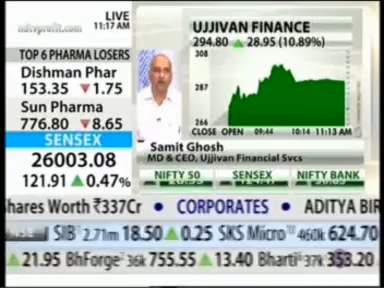 ndtvprofit.com
LIVE
11:17 AM
TOP 6 PHARMA LOSERS
Dishman Phar
153.35 ▼ 1.75
Sun Pharma
776.80 ▼ 8.65
SENSEX
26003.08
121.91 ▲ 0.47%
UJJIVAN FINANCE
294.80 ▲ 28.95 (10.89%)
308
298
287
276
265
CLOSE OPEN 09:44 10:14 11:13 AM
Samit Ghosh
MD & CEO, Ujjivan Financial Svcs
NIFTY 50 SENSEX NIFTY BANK
Shares Worth ₹337Cr • CORPORATES • ADITYA BIR
SIB 2.71m 18.50 ▲ 0.25 SKS Micro 460k 624.70
▲ 21.95 BhForge 36k 755.55 ▲ 13.40 Bharti 37k 353.20